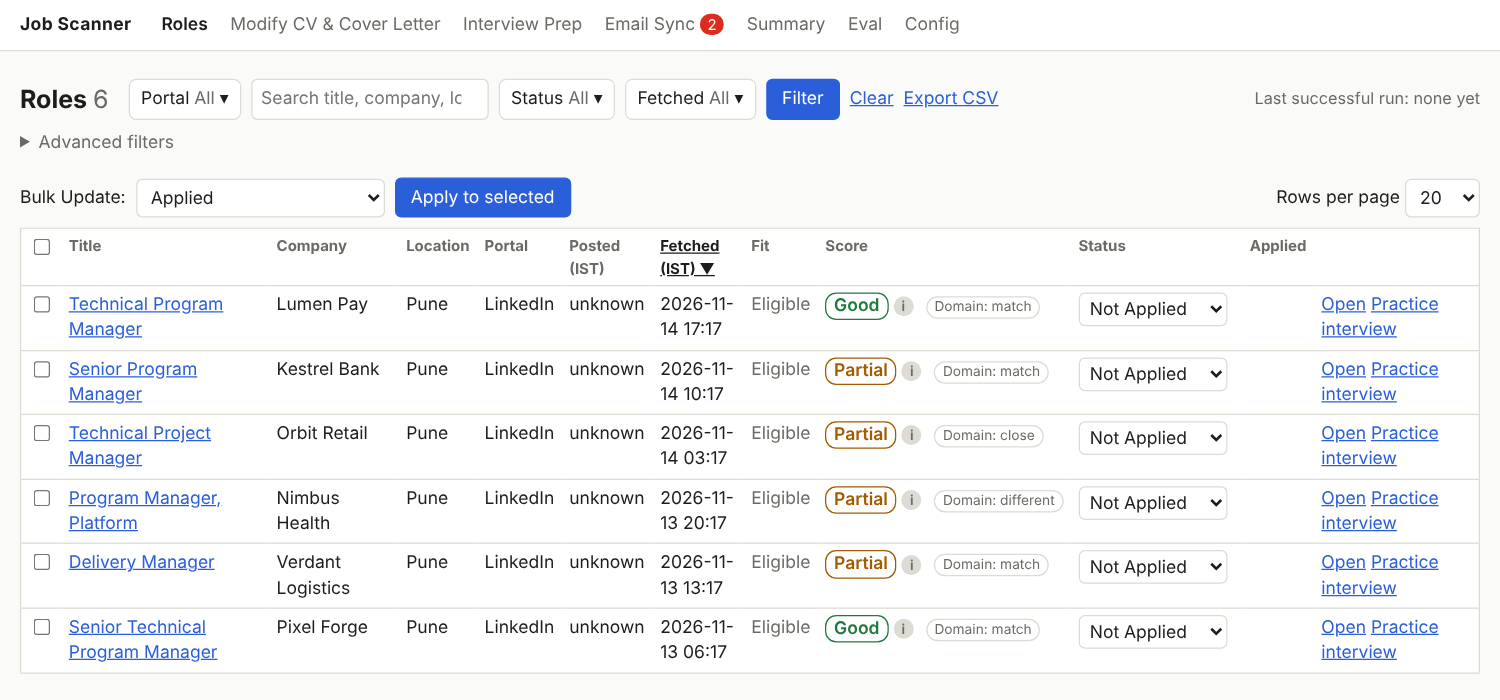 Job Scanner Roles Modify CV & Cover Letter Interview Prep Email Sync 2 Summary Eval Config
Roles 6 Portal All ▾ Search title, company, lc Status All ▾ Fetched All ▾ Filter Clear Export CSV Last successful run: none yet
▶ Advanced filters
Bulk Update: Applied Apply to selected Rows per page 20
Title Company Location Portal Posted Fetched Fit Score Status Applied
(IST) (IST) ▼
Technical Program Lumen Pay Pune LinkedIn unknown 2026-11- Eligible Good i Domain: match Not Applied Open Practice
Manager 14 17:17 interview
Senior Program Kestrel Bank Pune LinkedIn unknown 2026-11- Eligible Partial i Domain: match Not Applied Open Practice
Manager 14 10:17 interview
Technical Project Orbit Retail Pune LinkedIn unknown 2026-11- Eligible Partial i Domain: close Not Applied Open Practice
Manager 14 03:17 interview
Program Manager, Nimbus Pune LinkedIn unknown 2026-11- Eligible Partial i Domain: different Not Applied Open Practice
Platform Health 13 20:17 interview
Delivery Manager Verdant Pune LinkedIn unknown 2026-11- Eligible Partial i Domain: match Not Applied Open Practice
Logistics 13 13:17 interview
Senior Technical Pixel Forge Pune LinkedIn unknown 2026-11- Eligible Good i Domain: match Not Applied Open Practice
Program Manager 13 06:17 interview